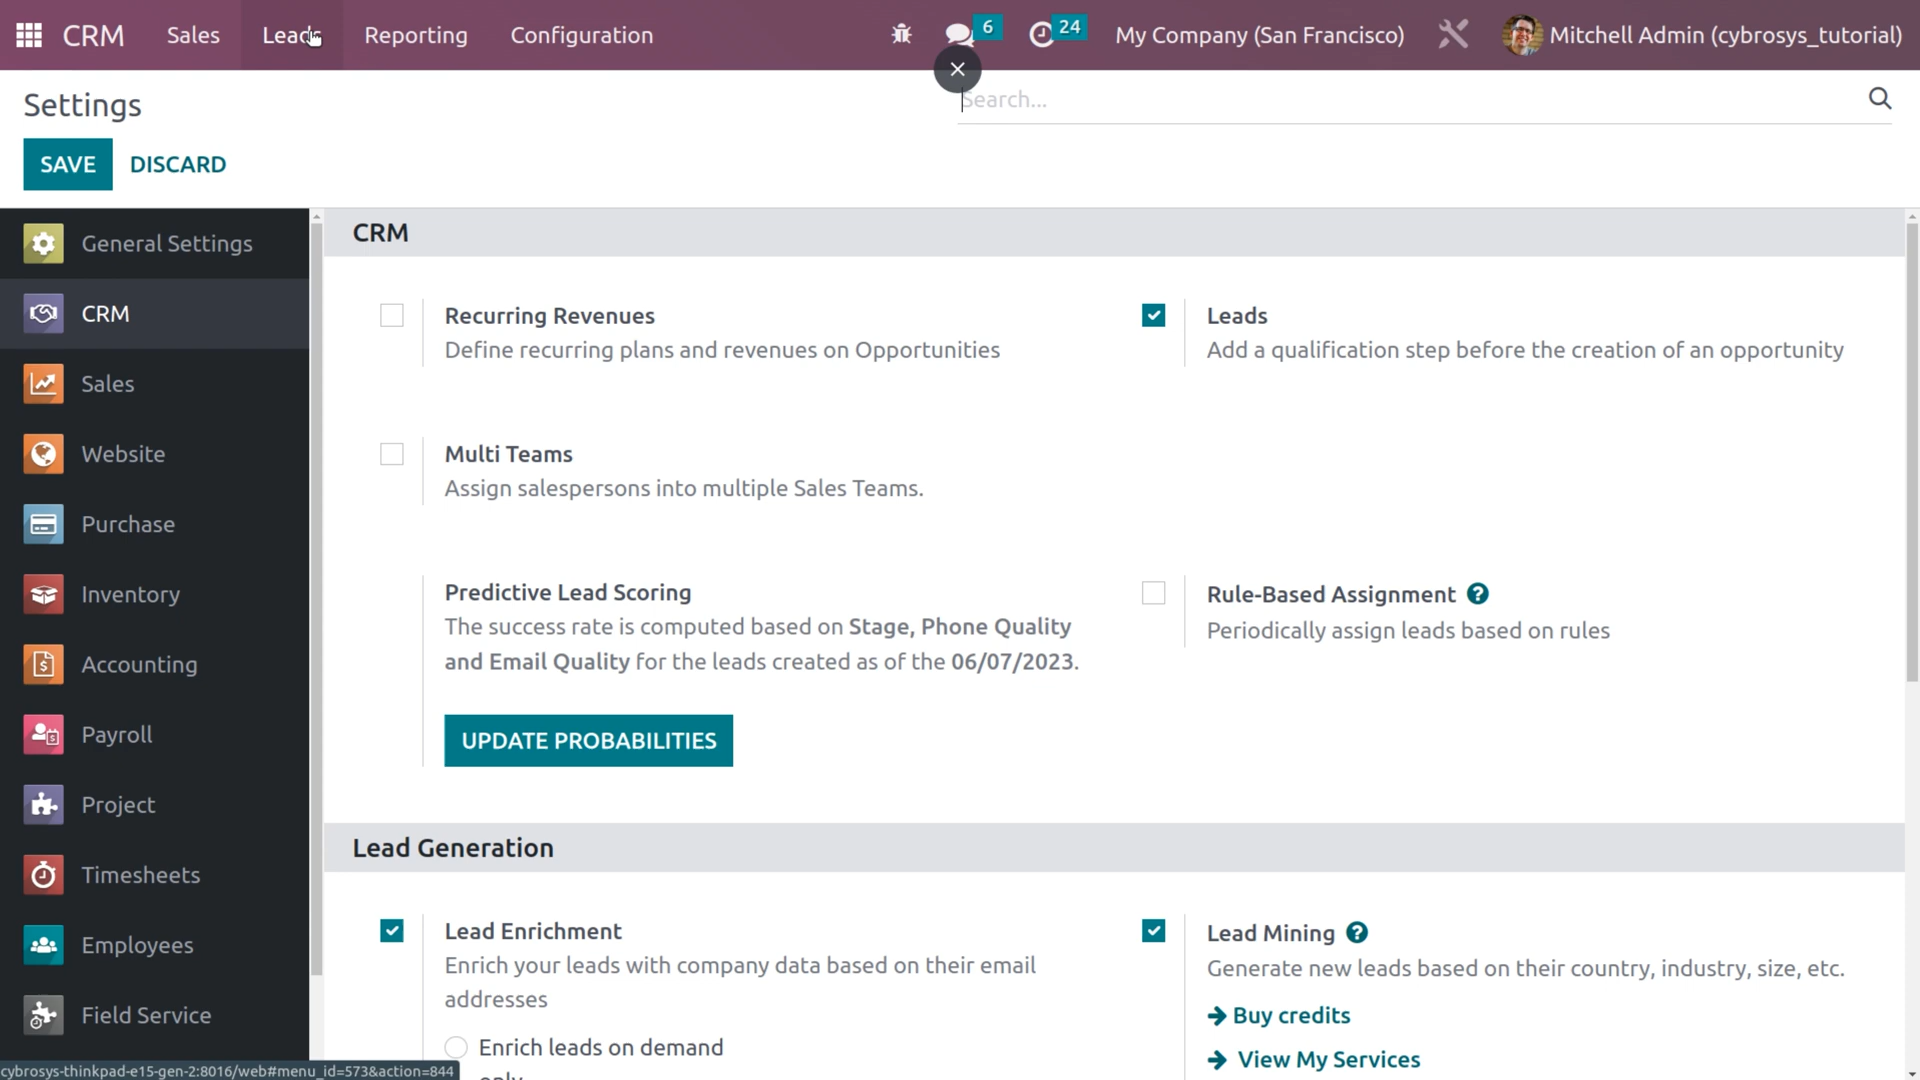 CRM Sales Leads Reporting Configuration 6 24 My Company (San Francisco) Mitchell Admin (cybrosys_tutorial)
Settings
Search...
SAVE DISCARD
General Settings
CRM
Sales
Website
Purchase
Inventory
Accounting
Payroll
Project
Timesheets
Employees
Field Service
CRM
Recurring Revenues
Define recurring plans and revenues on Opportunities
Leads
Add a qualification step before the creation of an opportunity
Multi Teams
Assign salespersons into multiple Sales Teams.
Predictive Lead Scoring
The success rate is computed based on Stage, Phone Quality
and Email Quality for the leads created as of the 06/07/2023.
UPDATE PROBABILITIES
Rule-Based Assignment ?
Periodically assign leads based on rules
Lead Generation
Lead Enrichment
Enrich your leads with company data based on their email
addresses
Enrich leads on demand
only
Lead Mining ?
Generate new leads based on their country, industry, size, etc.
Buy credits
View My Services
cybrosys-thinkpad-e15-gen-2:8016/web#menu_id=573&action=844